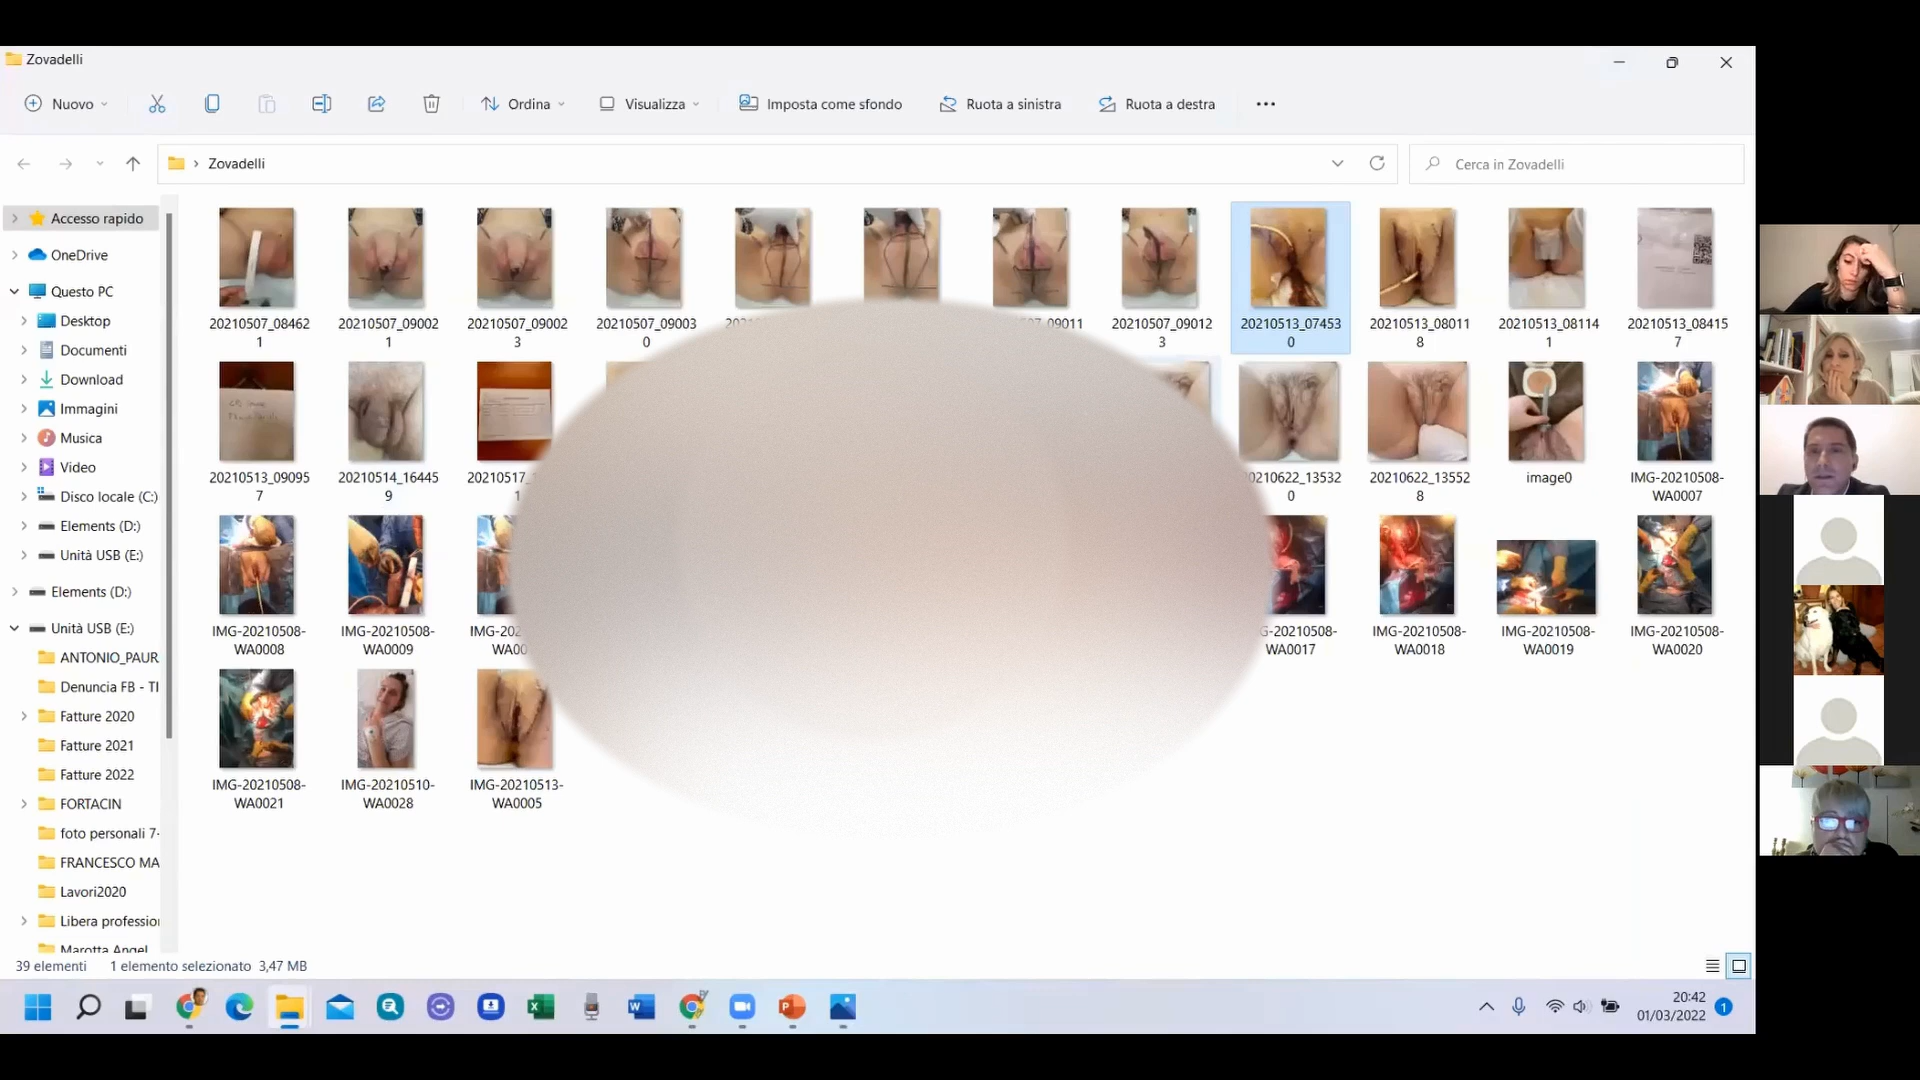 Zovadelli
Nuovo
Ordina
Visualizza
Imposta come sfondo
Ruota a sinistra
Ruota a destra
Zovadelli
Cerca in Zovadelli
Accesso rapido
OneDrive
Questo PC
Desktop
Documenti
Download
Immagini
Musica
Video
Disco locale (C:)
Elements (D:)
Unità USB (E:)
Elements (D:)
Unità USB (E:)
ANTONIO_PAUR
Denuncia FB - TI
Fatture 2020
Fatture 2021
Fatture 2022
FORTACIN
foto personali 7-
FRANCESCO MA
Lavori2020
Libera professio
Marotta Angel
20210507_08462
1
20210507_09002
1
20210507_09002
3
20210507_09003
0
20210507_09012
3
20210513_07453
0
20210513_08011
8
20210513_08114
1
20210513_08415
7
20210513_09095
7
20210514_16445
9
20210517_
1
20210622_13532
0
20210622_13552
8
image0
IMG-20210508-
WA0007
IMG-20210508-
WA0008
IMG-20210508-
WA0009
IMG-20210508-
WA0017
IMG-20210508-
WA0018
IMG-20210508-
WA0019
IMG-20210508-
WA0020
IMG-20210508-
WA0021
IMG-20210510-
WA0028
IMG-20210513-
WA0005
39 elementi 1 elemento selezionato 3,47 MB
20:42
01/03/2022
1